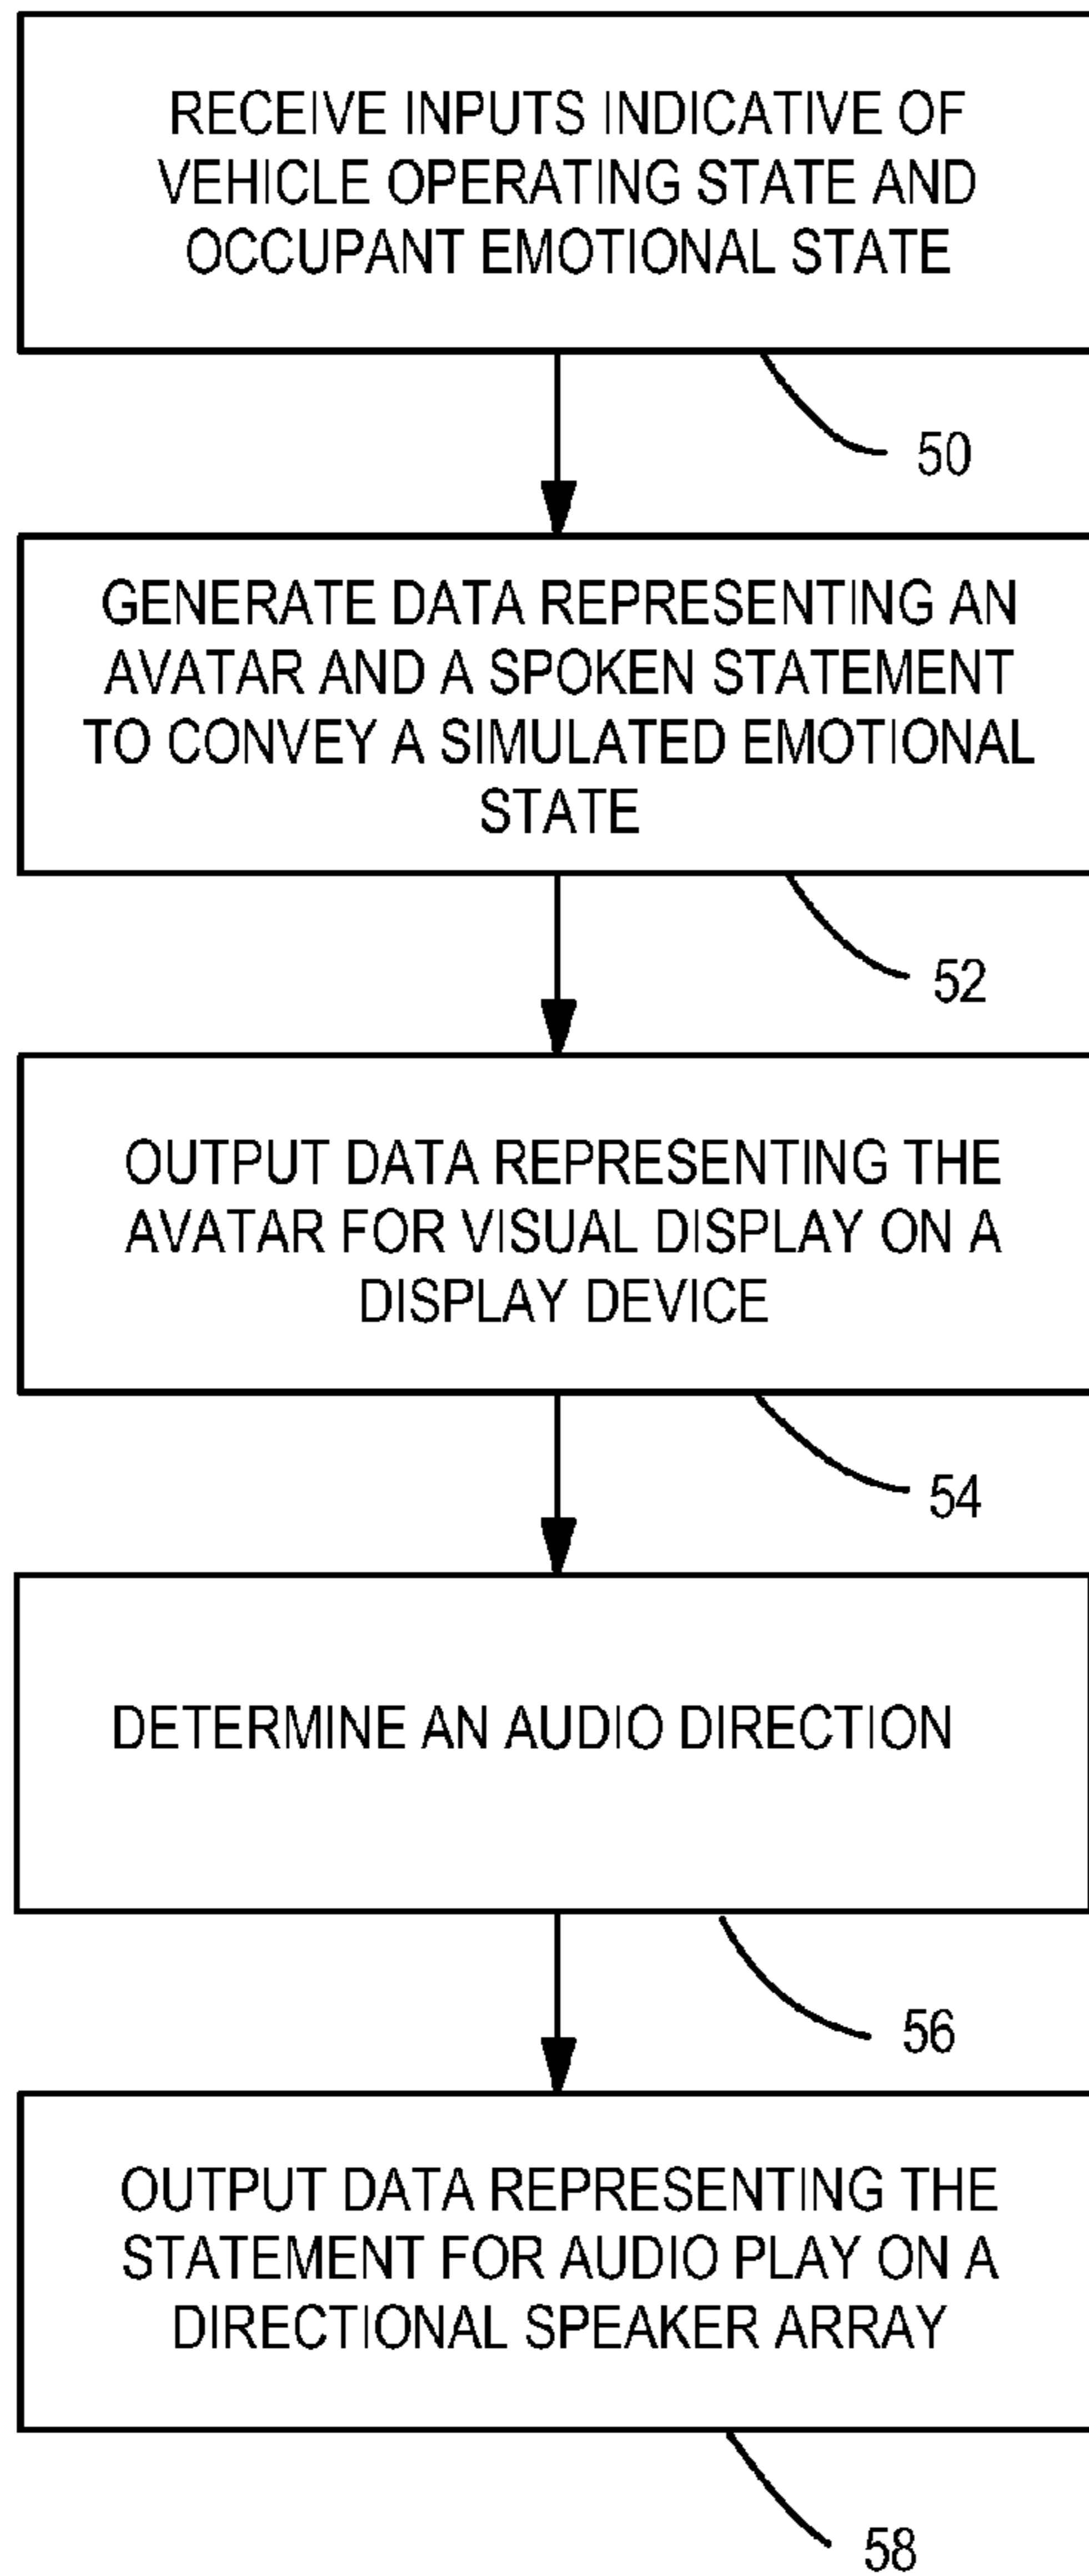 RECEIVE INPUTS INDICATIVE OF
VEHICLE OPERATING STATE AND
OCCUPANT EMOTIONAL STATE
50
GENERATE DATA REPRESENTING AN
AVATAR AND A SPOKEN STATEMENT
TO CONVEY A SIMULATED EMOTIONAL
STATE
52
OUTPUT DATA REPRESENTING THE
AVATAR FOR VISUAL DISPLAY ON A
DISPLAY DEVICE
54
DETERMINE AN AUDIO DIRECTION
56
OUTPUT DATA REPRESENTING THE
STATEMENT FOR AUDIO PLAY ON A
DIRECTIONAL SPEAKER ARRAY
58